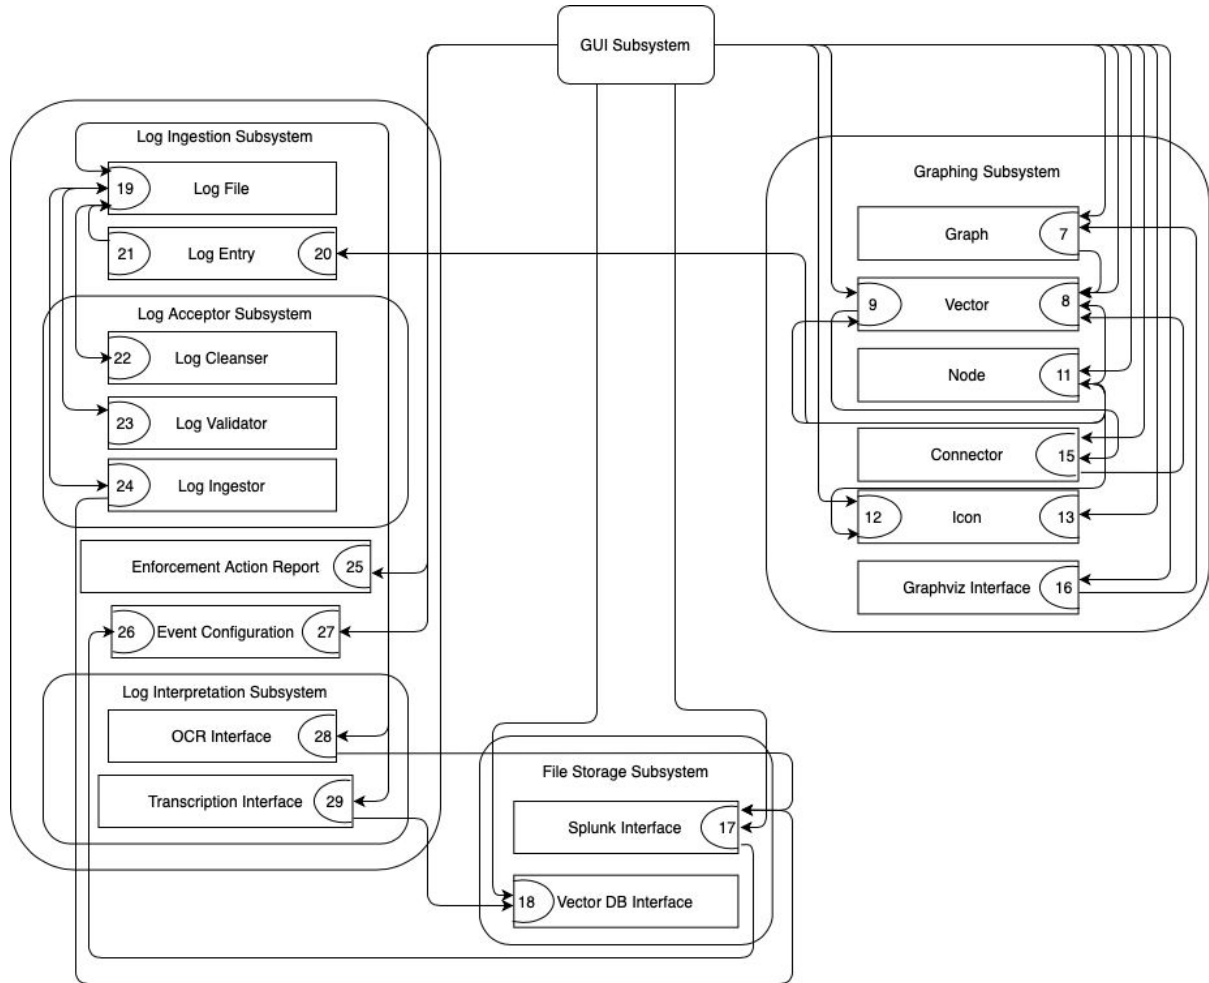 GUI Subsystem
Log Ingestion Subsystem
19 Log File
21 Log Entry 20
Log Acceptor Subsystem
22 Log Cleanser
23 Log Validator
24 Log Ingestor
Enforcement Action Report 25
26 Event Configuration 27
Log Interpretation Subsystem
OCR Interface 28
Transcription Interface 29
File Storage Subsystem
Splunk Interface 17
18 Vector DB Interface
Graphing Subsystem
Graph 7
9 Vector 8
Node 11
Connector 15
12 Icon 13
Graphviz Interface 16